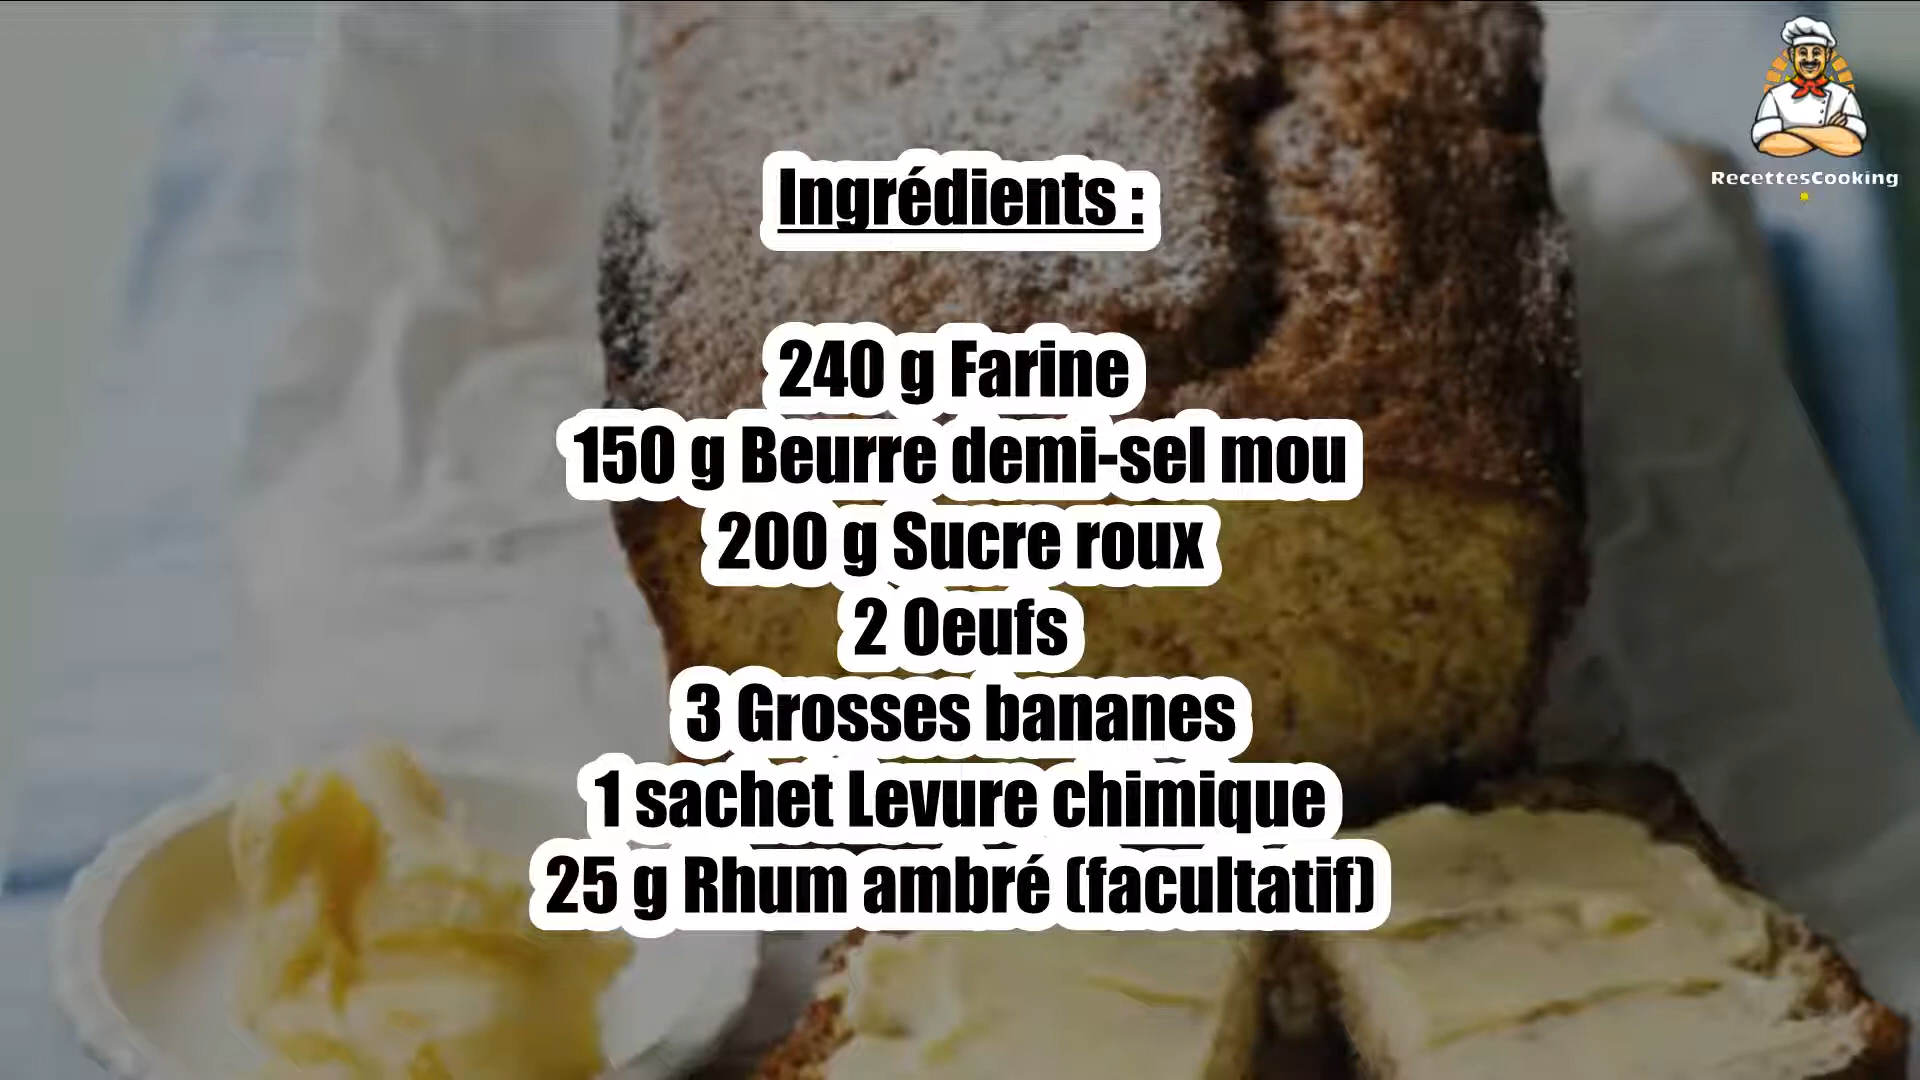 RecettesCooking
Ingrédients :
240 g Farine
150 g Beurre demi-sel mou
200 g Sucre roux
2 Oeufs
3 Grosses bananes
1 sachet Levure chimique
25 g Rhum ambré (facultatif)